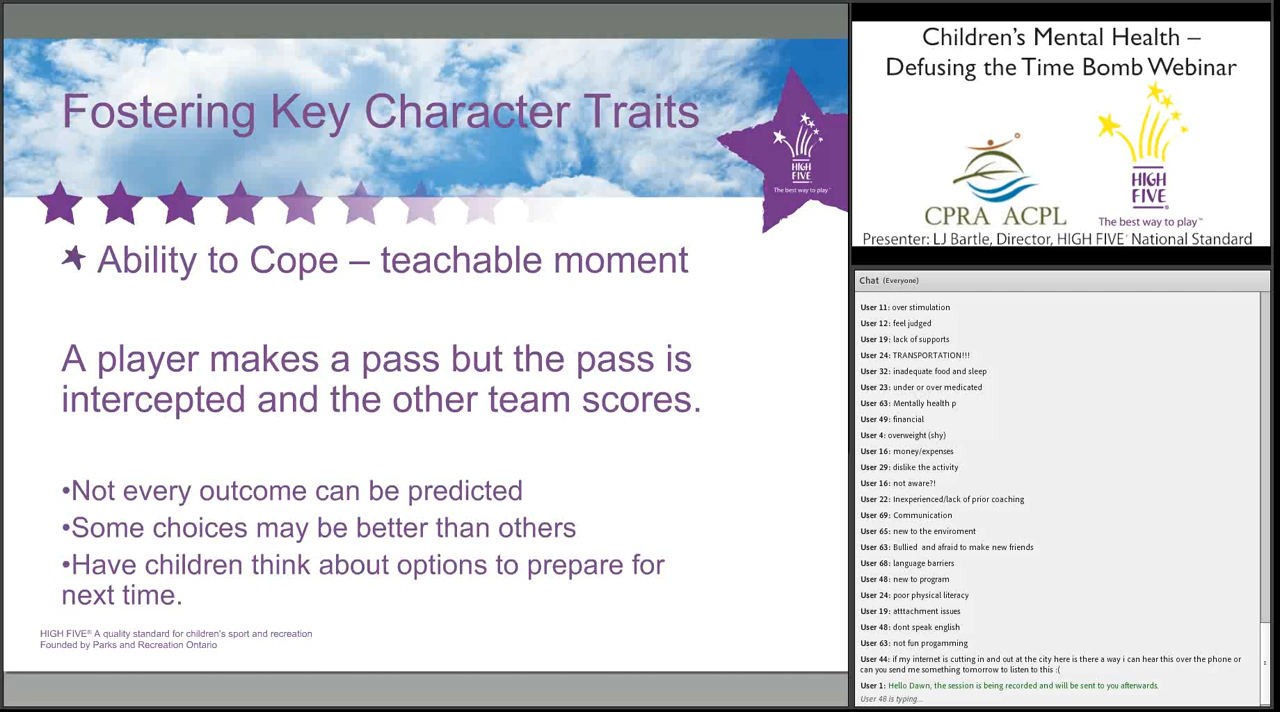 Fostering Key Character Traits
HIGH
FIVE
The best way to play™
Ability to Cope – teachable moment
A player makes a pass but the pass is
intercepted and the other team scores.
•Not every outcome can be predicted
•Some choices may be better than others
•Have children think about options to prepare for
next time.
HIGH FIVE® A quality standard for children's sport and recreation
Founded by Parks and Recreation Ontario
Children's Mental Health –
Defusing the Time Bomb Webinar
CPRA ACPL
HIGH
FIVE®
The best way to play™
Presenter: LJ Bartle, Director, HIGH FIVE® National Standard
Chat (Everyone)
User 11: over stimulation
User 12: feel judged
User 19: lack of supports
User 24: TRANSPORTATION!!!
User 32: inadequate food and sleep
User 23: under or over medicated
User 63: Mentally health p
User 49: financial
User 4: overweight (shy)
User 16: money/expenses
User 29: dislike the activity
User 16: not aware?!
User 22: Inexperienced/lack of prior coaching
User 69: Communication
User 65: new to the enviroment
User 63: Bullied and afraid to make new friends
User 68: language barriers
User 48: new to program
User 24: poor physical literacy
User 19: atttachment issues
User 48: dont speak english
User 63: not fun progamming
User 44: if my internet is cutting in and out at the city here is there a way i can hear this over the phone or
can you send me something tomorrow to listen to this :(
User 1: Hello Dawn, the session is being recorded and will be sent to you afterwards.
User 48 is typing...